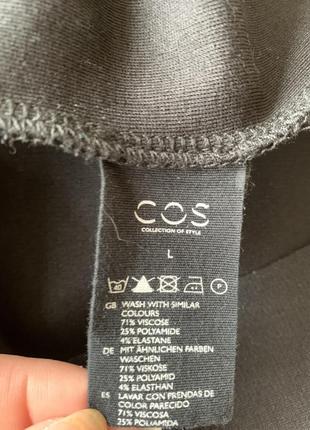 COS
COLLECTION OF STYLE
L
40 P
GB WASH WITH SIMILAR
COLOURS
71% VISCOSE
25% POLYAMIDE
4% ELASTANE
DE MIT ÄHNLICHEN FARBEN
WASCHEN
71% VISKOSE
25% POLYAMID
4% ELASTHAN
ES LAVAR CON PRENDAS DE
COLOR PARECIDO
71% VISCOSA
25% POLIAMIDA